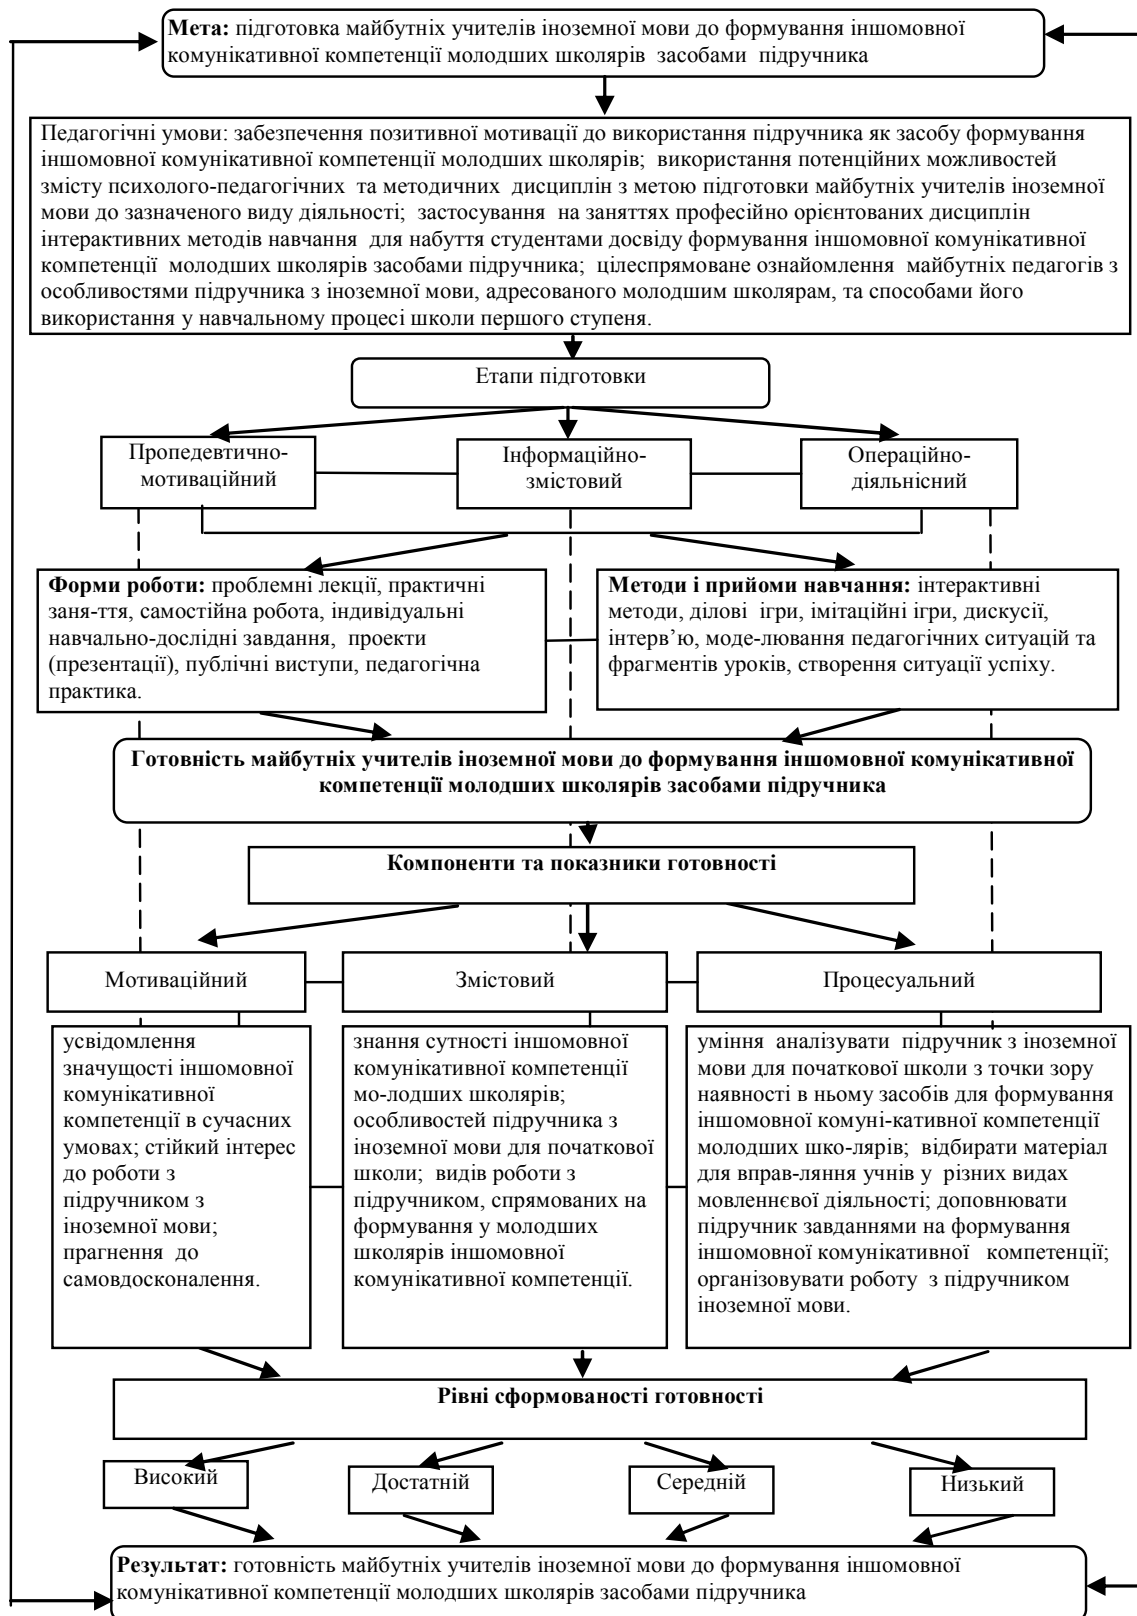 Мета: підготовка майбутніх учителів іноземної мови до формування іншомовної
комунікативної компетенції молодших школярів засобами підручника
Педагогічні умови: забезпечення позитивної мотивації до використання підручника як засобу формування
іншомовної комунікативної компетенції молодших школярів; використання потенційних можливостей
змісту психолого-педагогічних та методичних дисциплін з метою підготовки майбутніх учителів іноземної
мови до зазначеного виду діяльності; застосування на заняттях професійно орієнтованих дисциплін
інтерактивних методів навчання для набуття студентами досвіду формування іншомовної комунікативної
компетенції молодших школярів засобами підручника; цілеспрямоване ознайомлення майбутніх педагогів з
особливостями підручника з іноземної мови, адресованого молодшим школярам, та способами його
використання у навчальному процесі школи першого ступеня.
Етапи підготовки
Пропедевтично-
мотиваційний
Інформаційно-
змістовий
Операційно-
діяльнісний
Форми роботи: проблемні лекції, практичні
заня-ття, самостійна робота, індивідуальні
навчально-дослідні завдання, проекти
(презентації), публічні виступи, педагогічна
практика.
Методи і прийоми навчання: інтерактивні
методи, ділові ігри, імітаційні ігри, дискусії,
інтерв’ю, моде-лювання педагогічних ситуацій та
фрагментів уроків, створення ситуації успіху.
Готовність майбутніх учителів іноземної мови до формування іншомовної комунікативної
компетенції молодших школярів засобами підручника
Компоненти та показники готовності
Мотиваційний
Змістовий
Процесуальний
усвідомлення
значущості іншомовної
комунікативної
компетенції в сучасних
умовах; стійкий інтерес
до роботи з
підручником з
іноземної мови;
прагнення до
самовдосконалення.
знання сутності іншомовної
комунікативної компетенції
мо-лодших школярів;
особливостей підручника з
іноземної мови для початкової
школи; видів роботи з
підручником, спрямованих на
формування у молодших
школярів іншомовної
комунікативної компетенції.
уміння аналізувати підручник з іноземної
мови для початкової школи з точки зору
наявності в ньому засобів для формування
іншомовної комуні-кативної компетенції
молодших шко-лярів; відбирати матеріал
для вправ-ляння учнів у різних видах
мовленнєвої діяльності; доповнювати
підручник завданнями на формування
іншомовної комунікативної компетенції;
організовувати роботу з підручником
іноземної мови.
Рівні сформованості готовності
Високий
Достатній
Середній
Низький
Результат: готовність майбутніх учителів іноземної мови до формування іншомовної
комунікативної компетенції молодших школярів засобами підручника